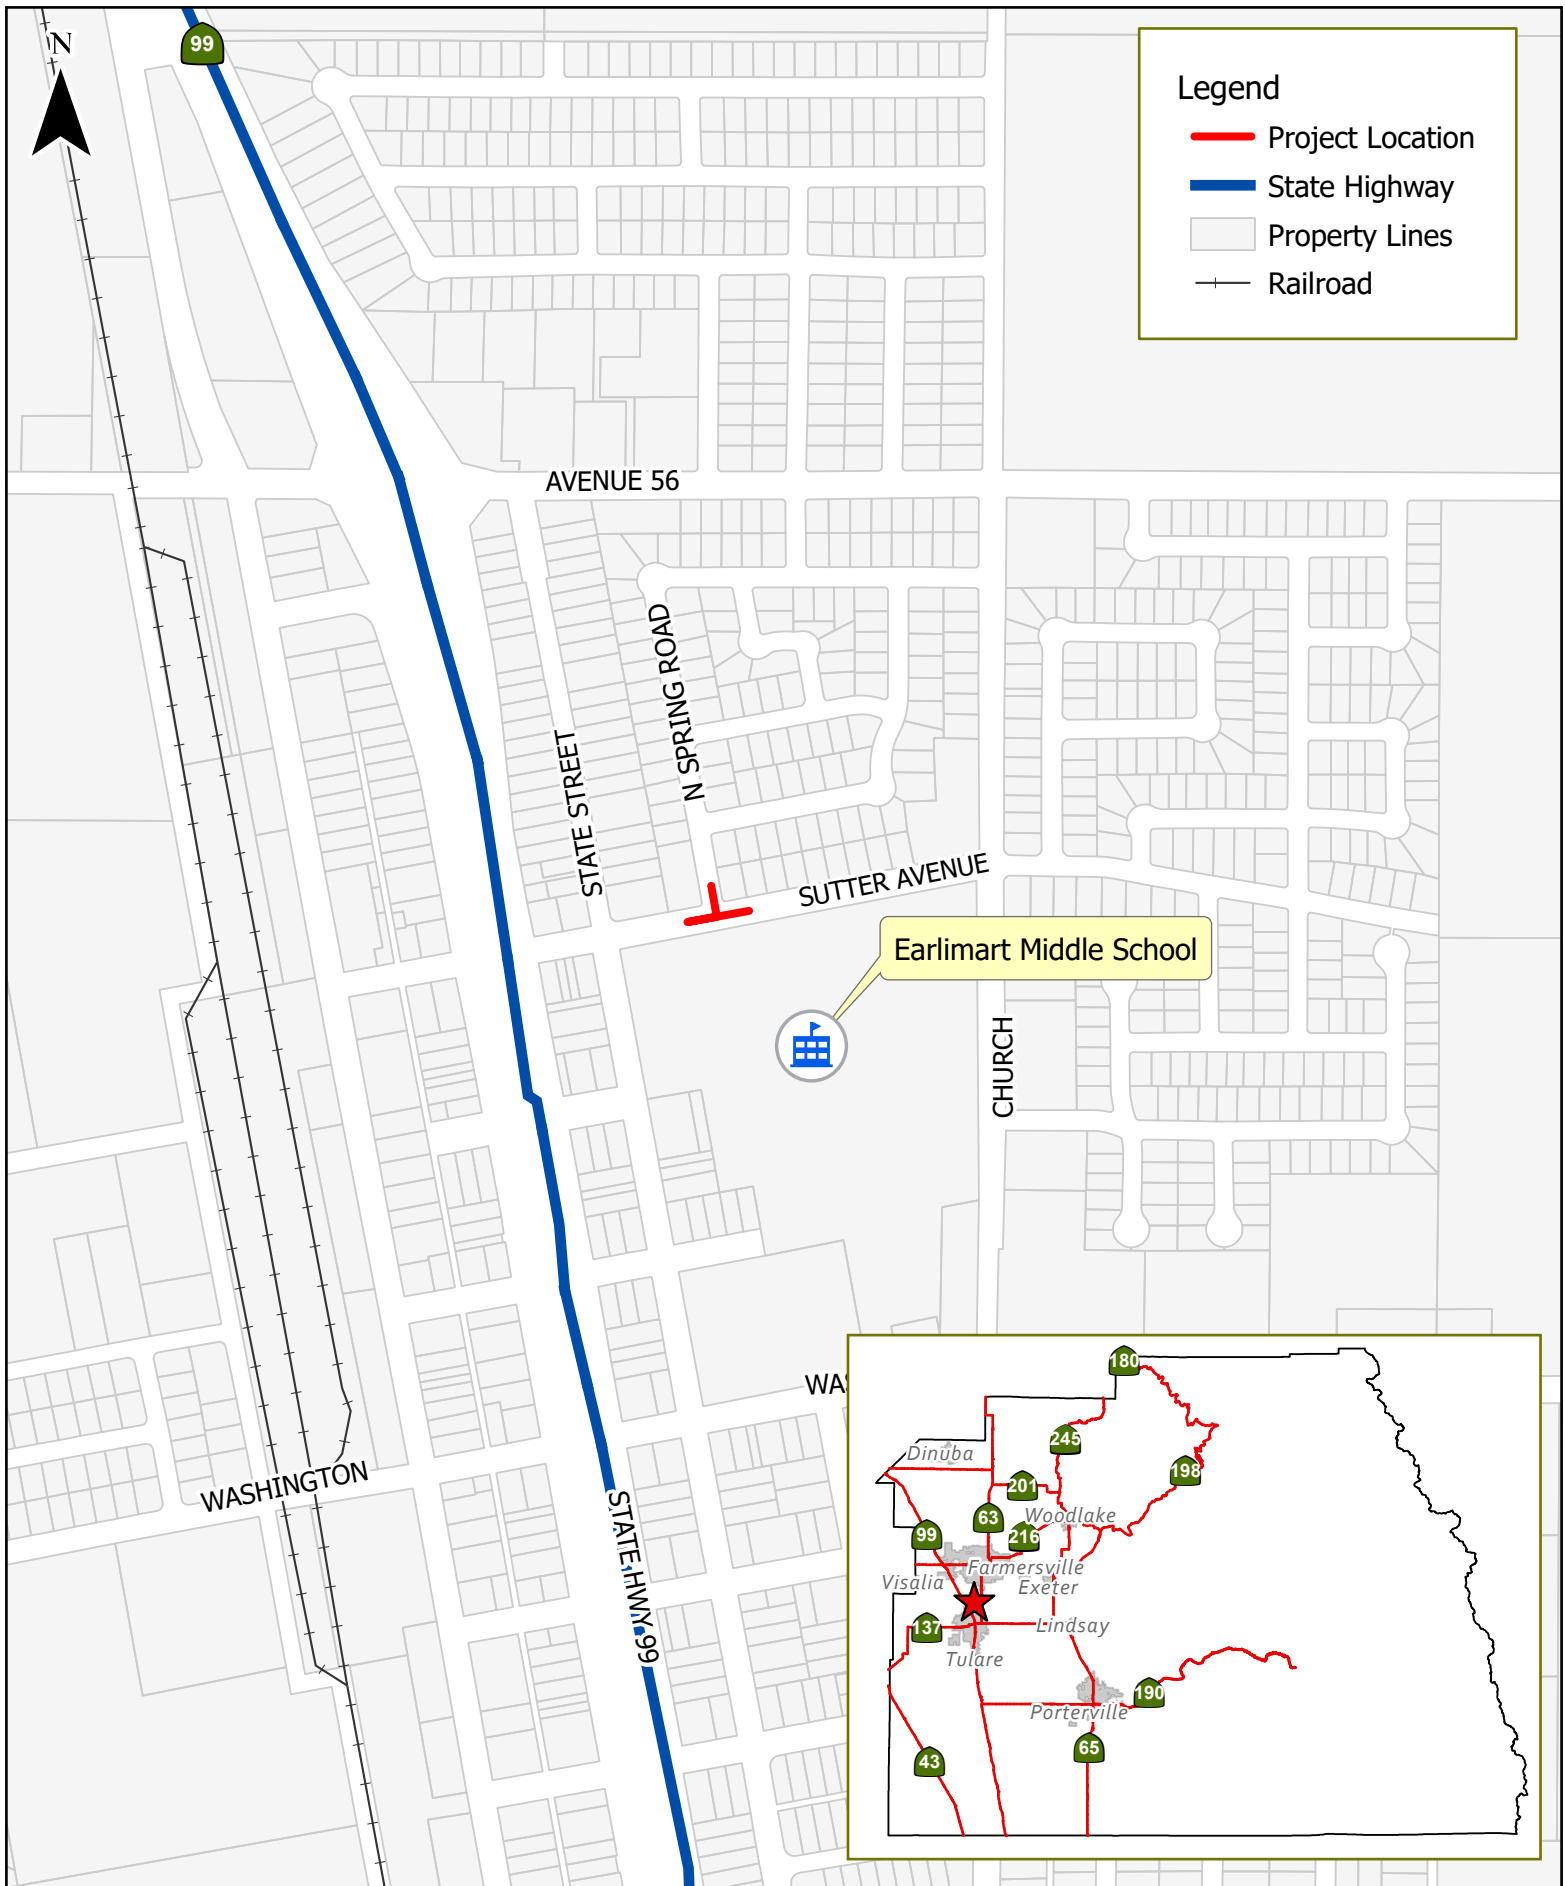 N
99
Legend
Project Location
State Highway
Property Lines
Railroad
AVENUE 56
N SPRING ROAD
STATE STREET
SUTTER AVENUE
Earlimart Middle School
CHURCH
WAS
WASHINGTON
STATE HWY 99
180
245
Dinuba
198
201
63
Woodlake
99
216
Farmersville
Visalia
Exeter
137
Lindsay
Tulare
190
Porterville
65
43